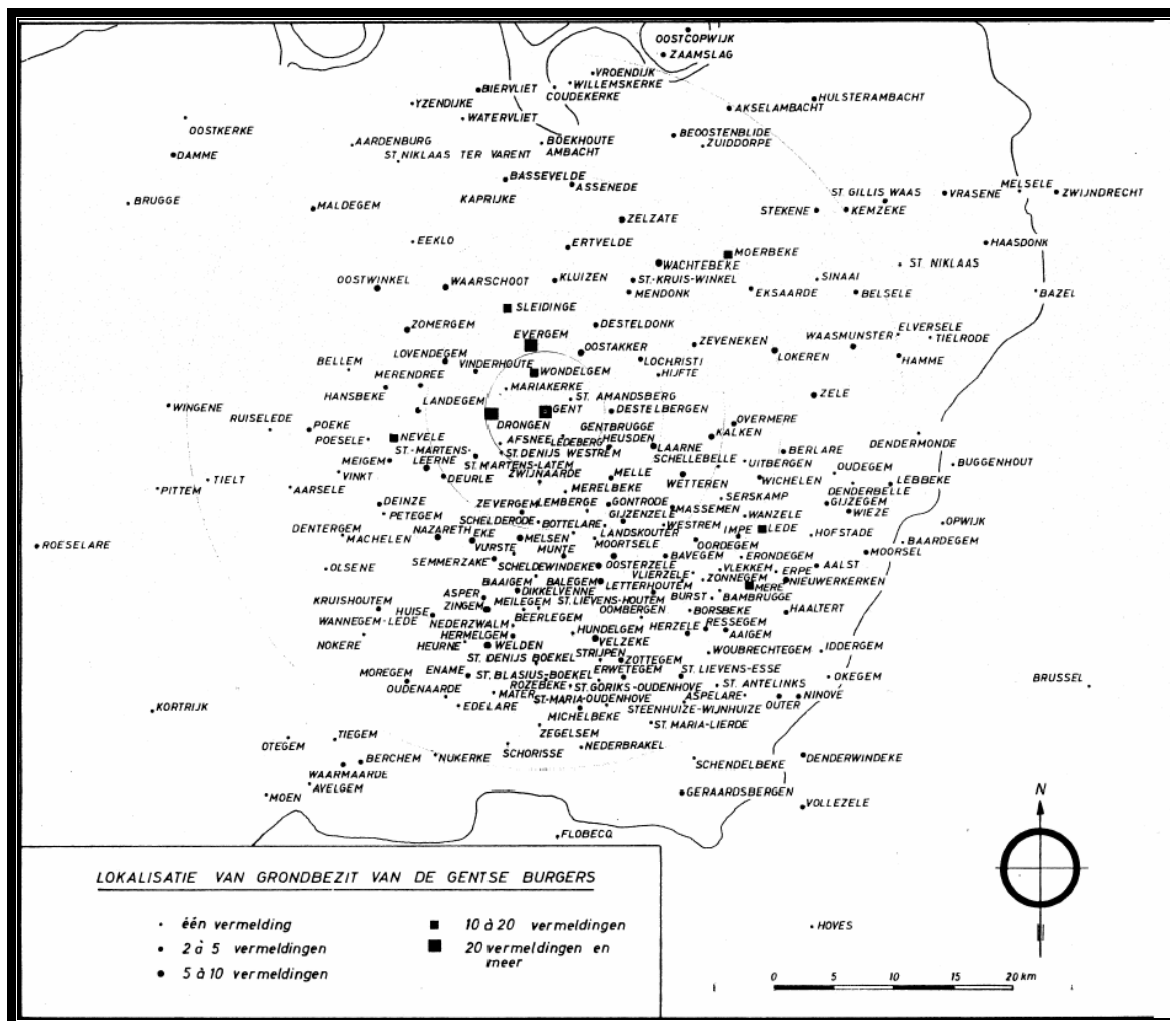 OOSTCOPWIJK
ZAAMSLAG
VROENDIJK
WILLEMSKERKE
BIERVLIET
COUDEKERKE
HULSTERAMBACHT
YZENDIJKE
AKSELAMBACHT
WATERVLIET
OOSTKERKE
BEOOSTENBLIDE
AARDENBURG
BOEKHOUTE
ZUIDDORPE
DAMME
ST NIKLAAS TER VARENT
AMBACHT
BASSEVELDE
ASSENEDE
MELSELE
ST GILLIS WAAS
VRASENE
ZWIJNDRECHT
BRUGGE
KAPRIJKE
MALDEGEM
STEKENE
KEMZEKE
ZELZATE
EEKLO
ERTVELDE
HAASDONK
MOERBEKE
WACHTEBEKE
ST NIKLAAS
OOSTWINKEL
WAARSCHOOT
KLUIZEN
ST.-KRUIS-WINKEL
SINAAI
MENDONK
EKSAARDE
BELSELE
BAZEL
SLEIDINGE
ZOMERGEM
DESTELDONK
EVERGEM
ELVERSELE
ZEVENEKEN
WAASMUNSTER
TIELRODE
LOVENDEGEM
OOSTAKKER
LOKEREN
BELLEM
VINDERHOUTE
LOCHRISTI
HAMME
MERENDREE
WONDELGEM
HIJFTE
MARIAKERKE
HANSBEKE
ZELE
ST. AMANDSBERG
WINGENE
LANDEGEM
GENT
DESTELBERGEN
RUISELEDE
DRONGEN
OVERMERE
POEKE
GENTBRUGGE
POESELE
NEVELE
AFSNEE
LEDEBERG
HEUSDEN
KALKEN
DENDERMONDE
ST.-MARTENS-
LEERNE
ST DENIJS WESTREM
LAARNE
BERLARE
MEIGEM
ST.MARTENS-LATEM
SCHELLEBELLE
UITBERGEN
OUDEGEM
BUGGENHOUT
VINKT
DEURLE
ZWIJNAARDE
MELLE
WETTEREN
WICHELEN
LEBBEKE
TIELT
DENDERBELLE
PITTEM
AARSELE
MERELBEKE
SERSKAMP
GIJZEGEM
DEINZE
ZEVERGEM
LEMBERGE
GONTRODE
MASSEMEN
WIEZE
PETEGEM
SCHELDERODE
GIJZENZELE
WANZELE
OPWIJK
DENTERGEM
NAZARETH
BOTTELARE
WESTREM
IMPE
LEDE
HOFSTADE
MACHELEN
EKE
MELSEN
LANDSKOUTER
OORDEGEM
BAARDEGEM
ROESELARE
VURSTE
MUNTE
MOORTSELE
MOORSEL
SEMMERZAKE
SCHELDEWINDEKE
OOSTERZELE
BAVEGEM
ERONDEGEM
OLSENE
VLIERZELE
VLEKKEM
ERPE
AALST
BAAIGEM
BALEGEM
LETTERHOUTEM
ZONNEGEM
NIEUWERKERKEN
DIKKELVENNE
MERE
ASPER
MEILEGEM
ST.LIEVENS-HOUTEM
BURST
BAMBRUGGE
KRUISHOUTEM
ZINGEM
OOMBERGEN
BORSBEKE
HAALTERT
HUISE
BEERLEGEM
WANNEGEM-LEDE
NEDERZWALM
HERZELE
RESSEGEM
HERMELGEM
HUNDELGEM
AAIGEM
NOKERE
HEURNE
WELDEN
VELZEKE
WOUBRECHTEGEM
IDDERGEM
ST. DENIJS BOEKEL
STRIJPEN
ZOTTEGEM
MOREGEM
ENAME
ST. BLASIUS-BOEKEL
ERWETEGEM
ST. LIEVENS-ESSE
OKEGEM
OUDENAARDE
ROZEBEKE
ST. GORIKS-OUDENHOVE
ST. ANTELINKS
BRUSSEL
MATER
ST-MARIA-OUDENHOVE
ASPELARE
NINOVE
KORTRIJK
EDELARE
STEENHUIZE-WIJNHUIZE
OUTER
MICHELBEKE
ST. MARIA-LIERDE
TIEGEM
ZEGELSEM
OTEGEM
SCHORISSE
NEDERBRAKEL
BERCHEM
NUKERKE
SCHENDELBEKE
DENDERWINDEKE
WAARMAARDE
AVELGEM
MOEN
GERAARDSBERGEN
VOLLEZELE
N
FLOBECQ
LOKALISATIE VAN GRONDBEZIT VAN DE GENTSE BURGERS
één vermelding
10 à 20 vermeldingen
HOVES
2 à 5 vermeldingen
20 vermeldingen en
meer
5 à 10 vermeldingen
0 5 10 15 20 km